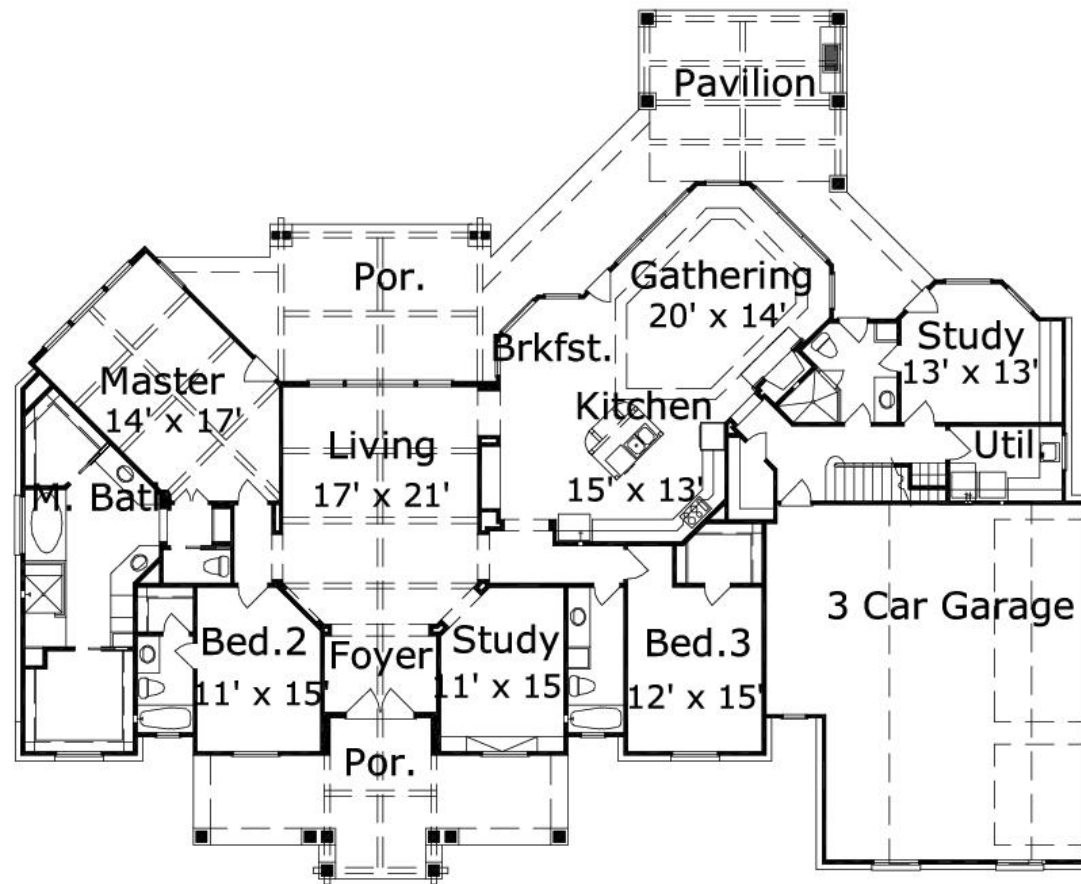 Pavilion
Por.
Gathering
20' x 14'
Study
13' x 13'
Brkfst.
Master
14' x 17'
Kitchen
15' x 13'
Living
17' x 21'
Util
M. Bath
3 Car Garage
Bed.2
11' x 15'
Foyer
Study
11' x 15
Bed.3
12' x 15'
Por.